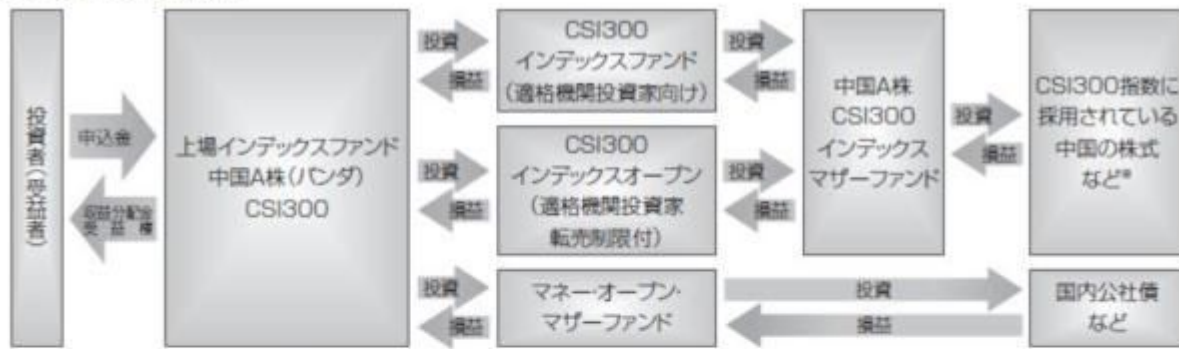 投資者(受益者)
申込金
収益分配金
受益権
上場インデックスファンド
中国A株(パンダ)
CSI300
投資
損益
投資
損益
投資
損益
CSI300
インデックスファンド
(適格機関投資家向け)
CSI300
インデックスオープン
(適格機関投資家
転売制限付)
マネー・オープン・
マザーファンド
投資
損益
投資
損益
中国A株
CSI300
インデックス
マザーファンド
投資
損益
CSI300指数に
採用されている
中国の株式
など※
投資
損益
国内公社債
など